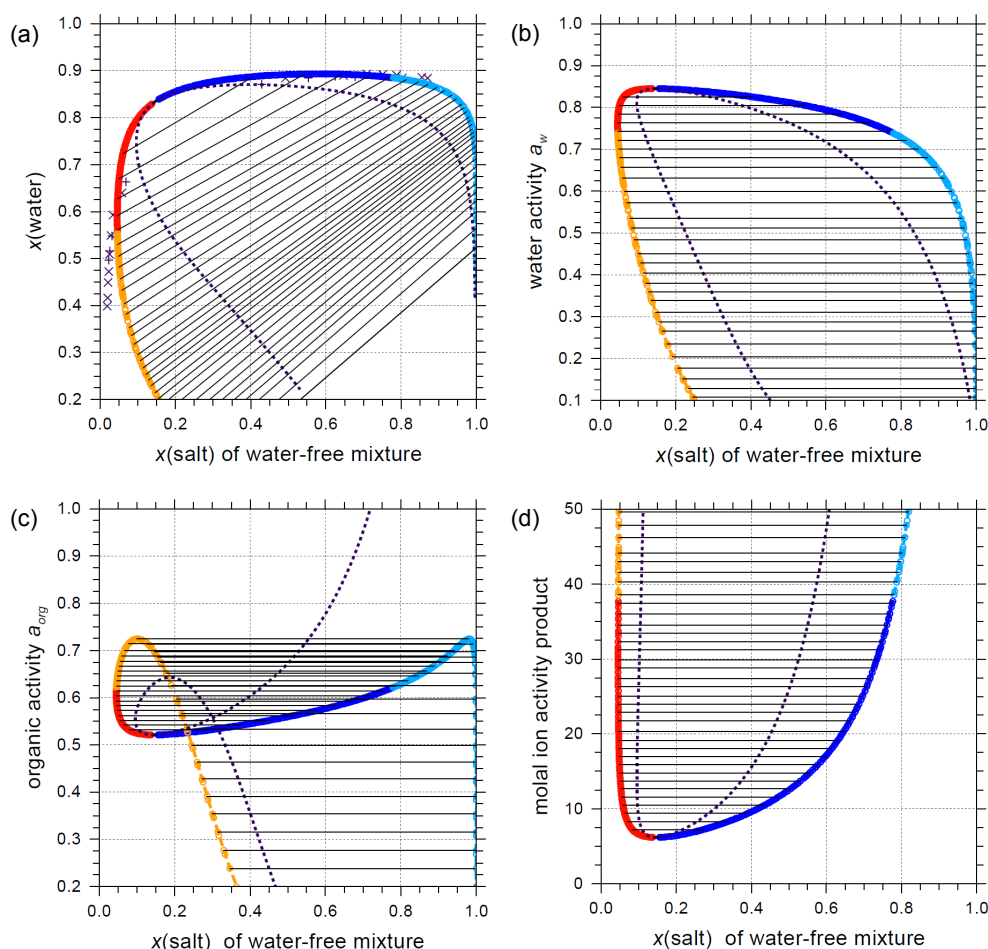 (a)
1.0
0.9
0.8
0.7
0.6
0.5
0.4
0.3
0.2
x(water)
0.0 0.2 0.4 0.6 0.8 1.0
x(salt) of water-free mixture
(b)
1.0
0.9
0.8
0.7
0.6
0.5
0.4
0.3
0.2
0.1
water activity aw
0.0 0.2 0.4 0.6 0.8 1.0
x(salt) of water-free mixture
(c)
1.0
0.9
0.8
0.7
0.6
0.5
0.4
0.3
0.2
organic activity aorg
0.0 0.2 0.4 0.6 0.8 1.0
x(salt) of water-free mixture
(d)
50
40
30
20
10
0
molal ion activity product
0.0 0.2 0.4 0.6 0.8 1.0
x(salt) of water-free mixture